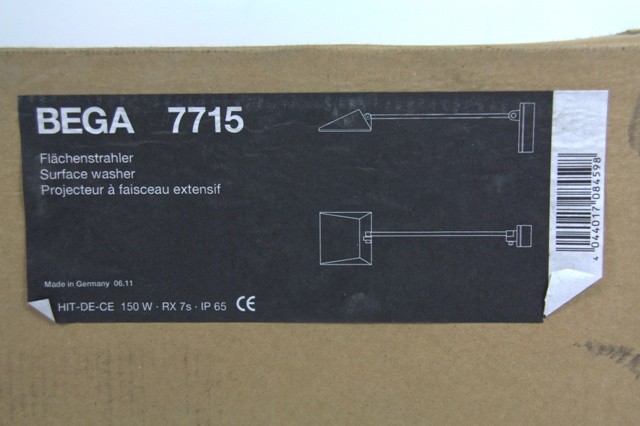 BEGA 7715
Flächenstrahler
Surface washer
Projecteur à faisceau extensif
Made in Germany 06.11
HIT-DE-CE 150 W · RX 7s · IP 65 CE
4 044017 084598